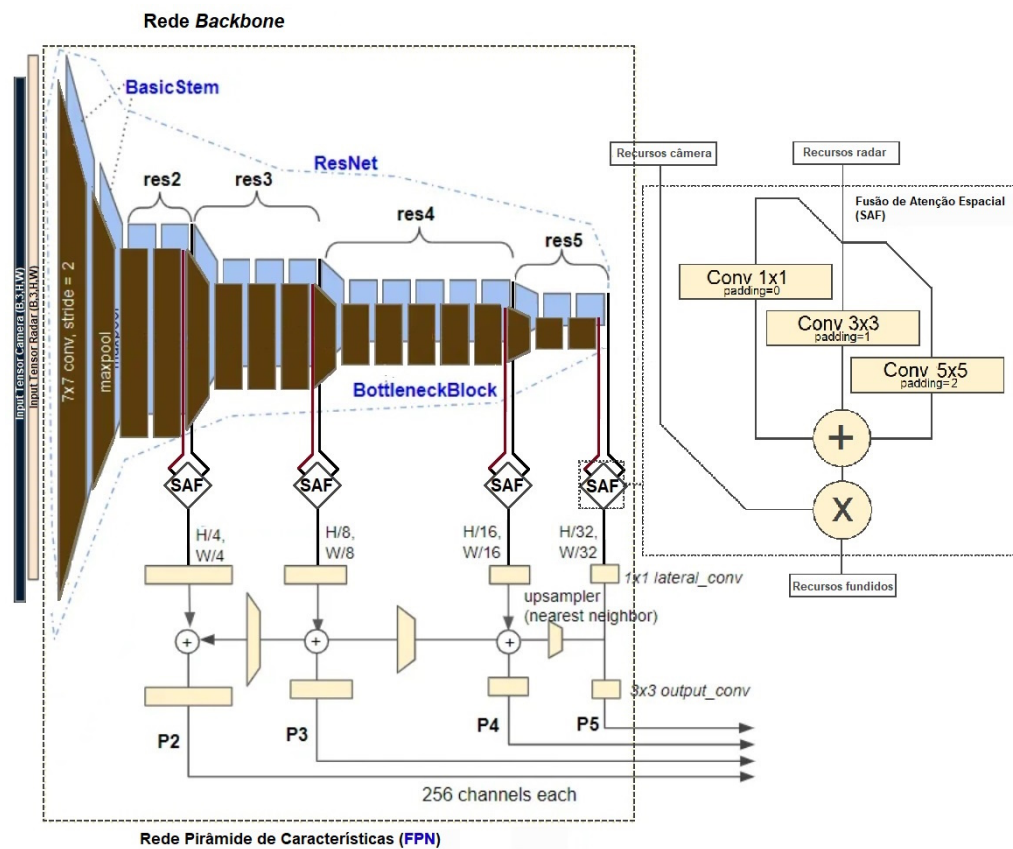 Rede Backbone
BasicStem
ResNet
res2
res3
res4
res5
Input Tensor Camera (B,3,H,W)
Input Tensor Radar (B,3,H,W)
7x7 conv, stride = 2
maxpool
maxpool
BottleneckBlock
SAF
SAF
SAF
SAF
H/4,
W/4
H/8,
W/8
H/16,
W/16
H/32,
W/32
1x1 lateral_conv
upsampler
(nearest neighbor)
+
+
+
3x3 output_conv
P2
P3
P4
P5
256 channels each
Rede Pirâmide de Características (FPN)
Recursos câmera
Recursos radar
Fusão de Atenção Espacial
(SAF)
Conv 1x1
padding=0
Conv 3x3
padding=1
Conv 5x5
padding=2
+
X
Recursos fundidos